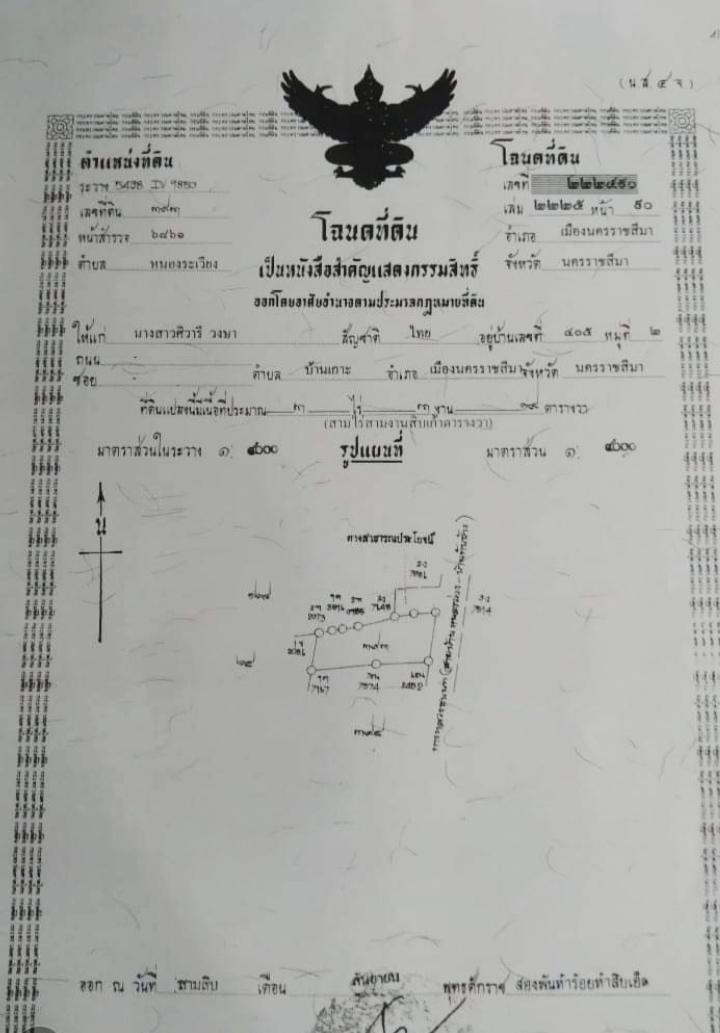 (น.ส. ๔ จ)
ตำแหน่งที่ดิน
ระวาง 5438 IV 9850
เลขที่ดิน ๓๙๓
หน้าสำรวจ ๖๔๖๑
ตำบล หนองระเวียง
โฉนดที่ดิน
เลขที่ ๒๒๒๔๕๐
เล่ม ๒๒๒๕ หน้า ๕๐
อำเภอ เมืองนครราชสีมา
จังหวัด นครราชสีมา
โฉนดที่ดิน
เป็นหนังสือสำคัญแสดงกรรมสิทธิ์
ออกโดยอาศัยอำนาจตามประมวลกฎหมายที่ดิน
ให้แก่ นางสาวศิวารี วงษา สัญชาติ ไทย อยู่บ้านเลขที่ ๔๐๕ หมู่ที่ ๒
ถนน -
ซอย - ตำบล บ้านเกาะ อำเภอ เมืองนครราชสีมา จังหวัด นครราชสีมา
ที่ดินแปลงนี้มีเนื้อที่ประมาณ ๓ ไร่ ๓ งาน ๑๙ ตารางวา
(สามไร่สามงานสิบเก้าตารางวา)
มาตราส่วนในระวาง ๑: ๔๐๐๐ รูปแผนที่ มาตราส่วน ๑: ๔๐๐๐
น
ทางสาธารณประโยชน์
๓๙๓
ออก ณ วันที่ สามสิบ เดือน กันยายน พุทธศักราช สองพันห้าร้อยห้าสิบเอ็ด